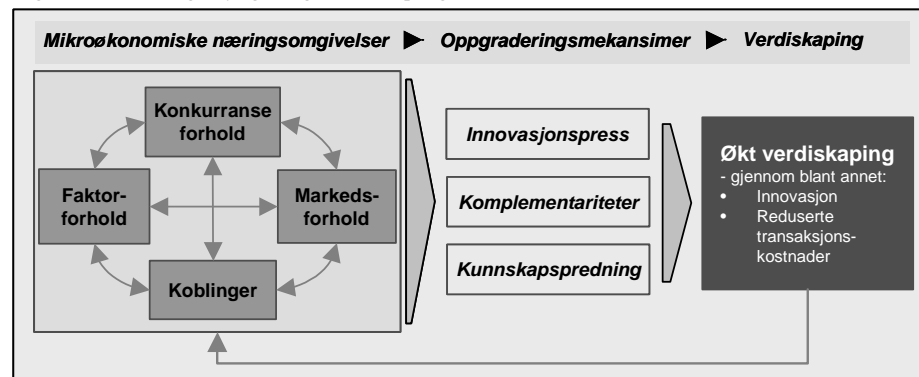 Mikroøkonomiske næringsomgivelser
Oppgraderingsmekansimer
Verdiskaping
Konkurranse
forhold
Faktor-
forhold
Markeds-
forhold
Koblinger
Innovasjonspress
Komplementariteter
Kunnskapspredning
Økt verdiskaping
- gjennom blant annet:
• Innovasjon
• Reduserte
transaksjons-
kostnader